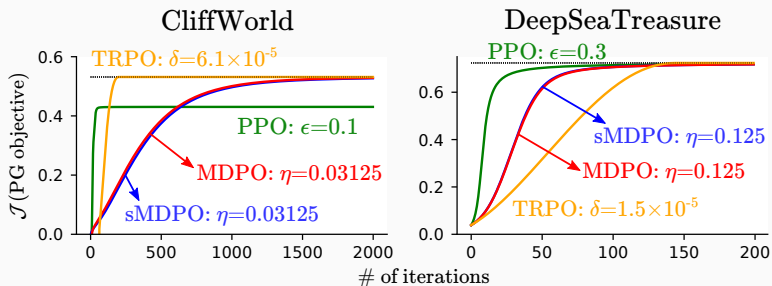 CliffWorld
DeepSeaTreasure
J(PG objective)
0.6
0.4
0.2
0.0
TRPO: δ=6.1×10⁻⁵
PPO: ϵ=0.1
MDPO: η=0.03125
sMDPO: η=0.03125
0 500 1000 1500 2000
0.6
0.4
0.2
0.0
PPO: ϵ=0.3
sMDPO: η=0.125
MDPO: η=0.125
TRPO: δ=1.5×10⁻⁵
0 50 100 150 200
# of iterations